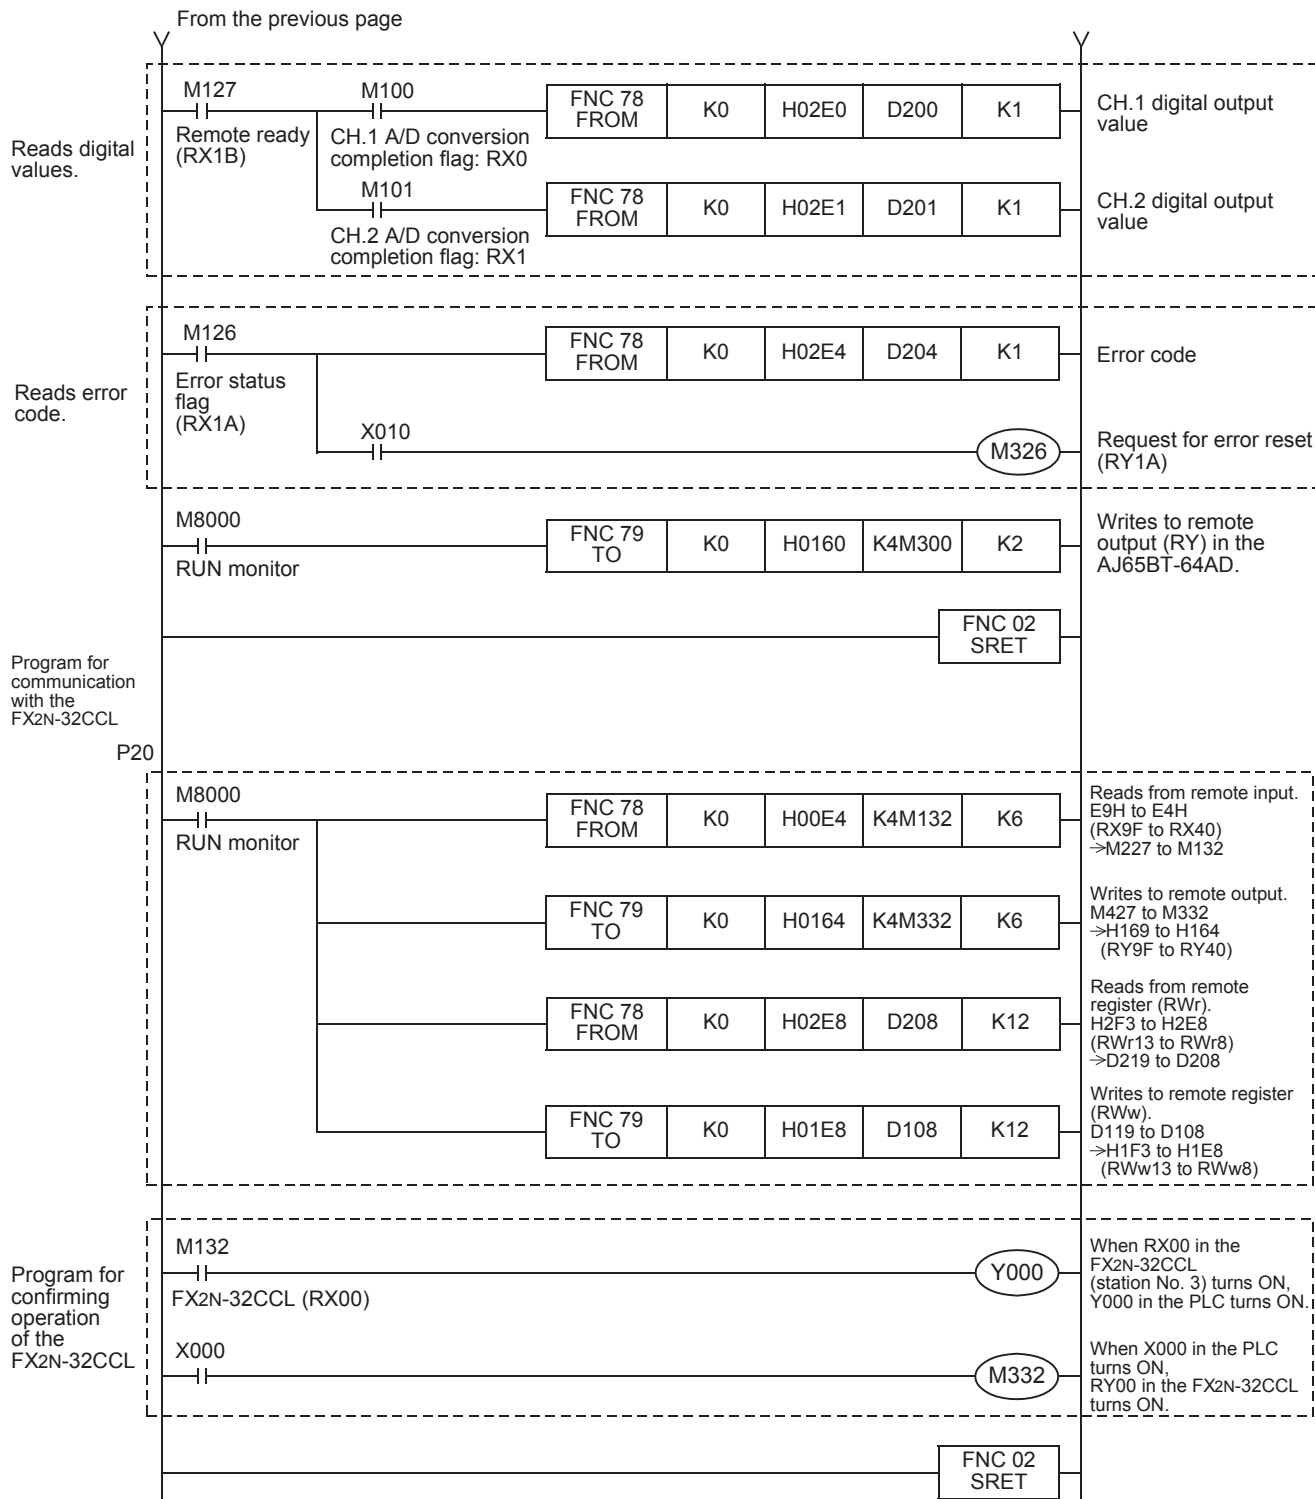 From the previous page
Reads digital
values.
M127
Remote ready
(RX1B)
M100
CH.1 A/D conversion
completion flag: RX0
FNC 78
FROM
K0
H02E0
D200
K1
CH.1 digital output
value
M101
CH.2 A/D conversion
completion flag: RX1
FNC 78
FROM
K0
H02E1
D201
K1
CH.2 digital output
value
Reads error
code.
M126
Error status
flag
(RX1A)
FNC 78
FROM
K0
H02E4
D204
K1
Error code
X010
M326
Request for error reset
(RY1A)
M8000
RUN monitor
FNC 79
TO
K0
H0160
K4M300
K2
Writes to remote
output (RY) in the
AJ65BT-64AD.
FNC 02
SRET
Program for
communication
with the
FX2N-32CCL
P20
M8000
RUN monitor
FNC 78
FROM
K0
H00E4
K4M132
K6
Reads from remote input.
E9H to E4H
(RX9F to RX40)
→M227 to M132
FNC 79
TO
K0
H0164
K4M332
K6
Writes to remote output.
M427 to M332
→H169 to H164
(RY9F to RY40)
FNC 78
FROM
K0
H02E8
D208
K12
Reads from remote
register (RWr).
H2F3 to H2E8
(RWr13 to RWr8)
→D219 to D208
FNC 79
TO
K0
H01E8
D108
K12
Writes to remote register
(RWw).
D119 to D108
→H1F3 to H1E8
(RWw13 to RWw8)
Program for
confirming
operation
of the
FX2N-32CCL
M132
FX2N-32CCL (RX00)
Y000
When RX00 in the
FX2N-32CCL
(station No. 3) turns ON,
Y000 in the PLC turns ON.
X000
M332
When X000 in the PLC
turns ON,
RY00 in the FX2N-32CCL
turns ON.
FNC 02
SRET